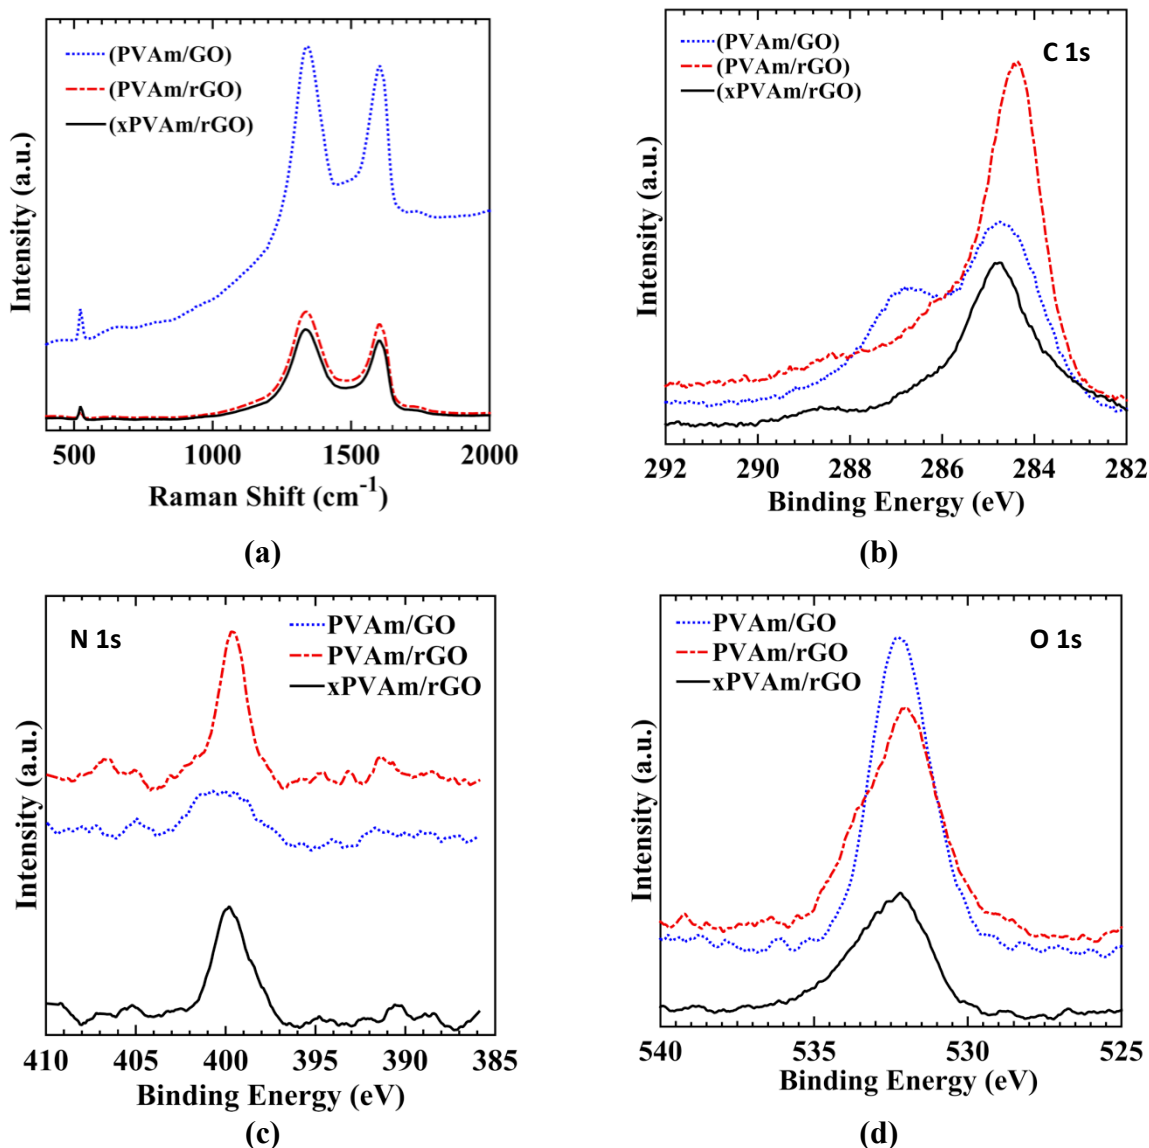 (PVAm/GO)
(PVAm/rGO)
(xPVAm/rGO)
Intensity (a.u.)
500 1000 1500 2000
Raman Shift (cm⁻¹)
(a)
(PVAm/GO)
(PVAm/rGO)
(xPVAm/rGO)
C 1s
Intensity (a.u.)
292 290 288 286 284 282
Binding Energy (eV)
(b)
N 1s
PVAm/GO
PVAm/rGO
xPVAm/rGO
Intensity (a.u.)
410 405 400 395 390 385
Binding Energy (eV)
(c)
PVAm/GO
PVAm/rGO
xPVAm/rGO
O 1s
Intensity (a.u.)
540 535 530 525
Binding Energy (eV)
(d)